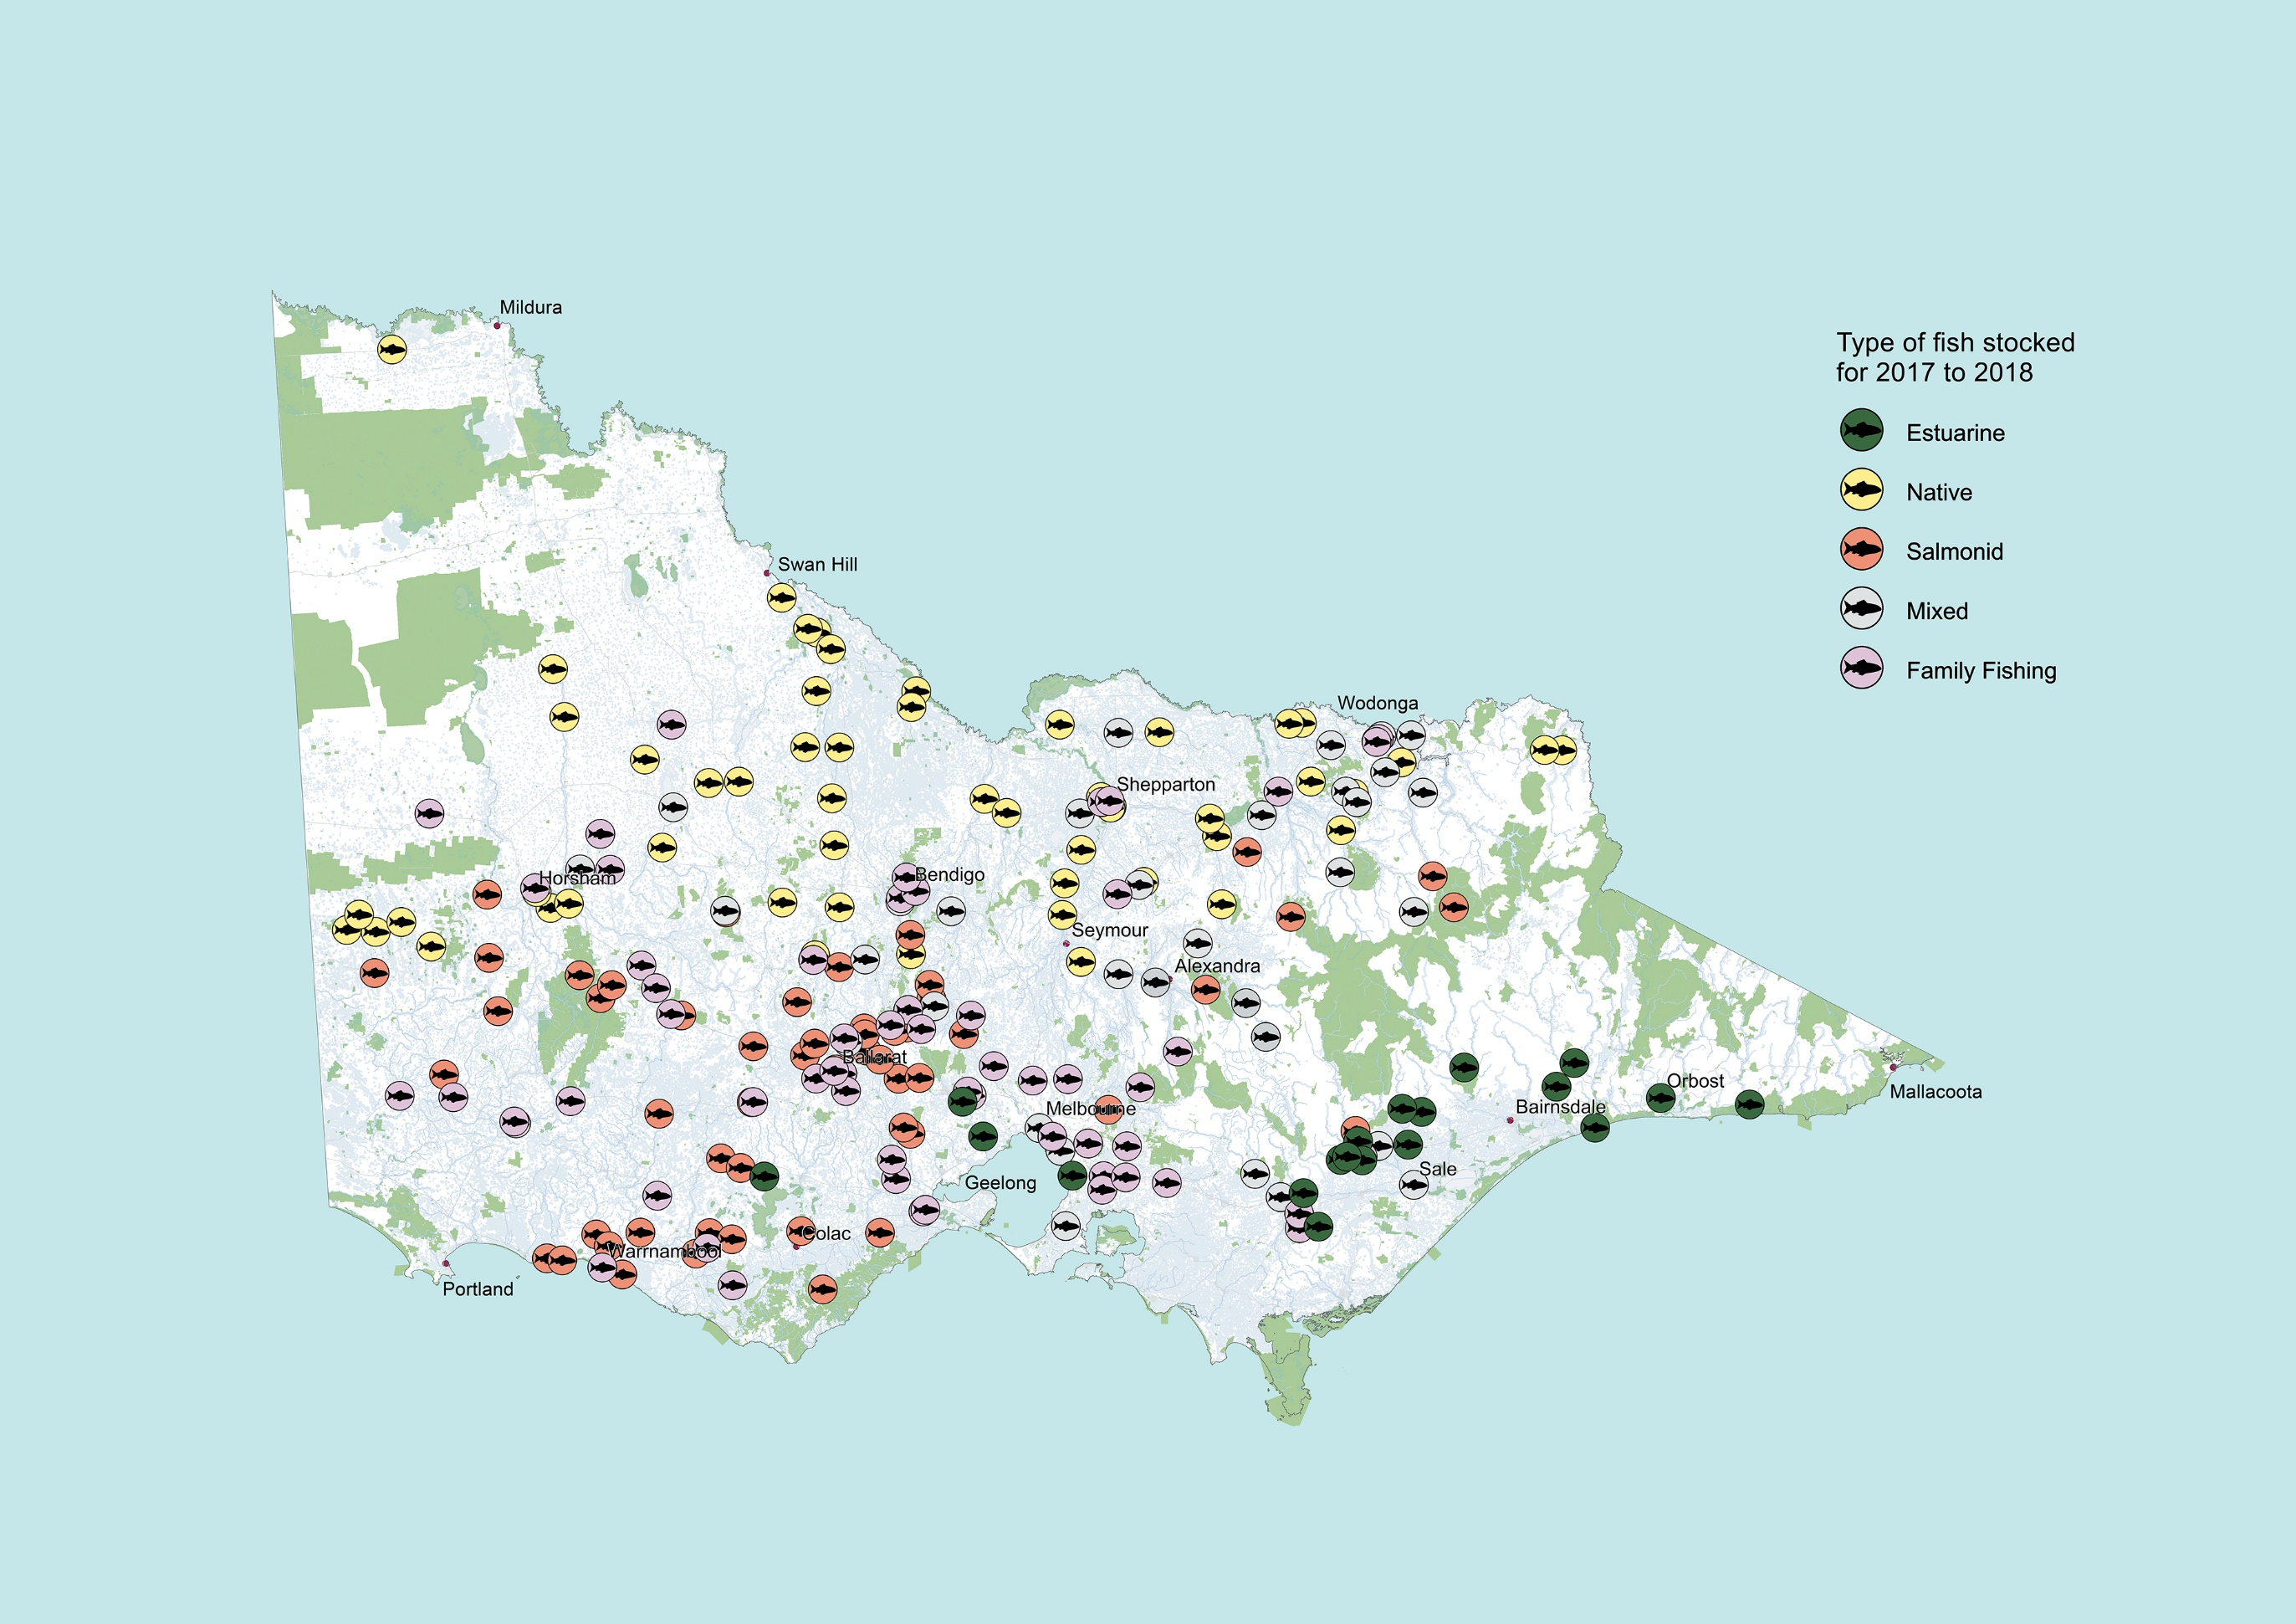 Mildura
Type of fish stocked
for 2017 to 2018
Estuarine
Native
Salmonid
Mixed
Family Fishing
Swan Hill
Wodonga
Shepparton
Horsham
Bendigo
Seymour
Alexandra
Ballarat
Orbost
Mallacoota
Melbourne
Bairnsdale
Sale
Geelong
Colac
Warrnambool
Portland